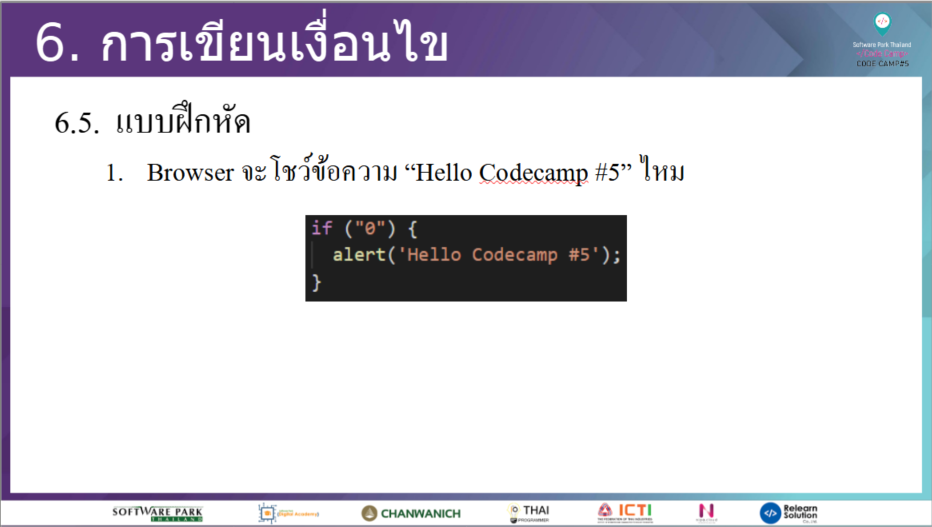 6. การเขียนเงื่อนไข
Software Park Thailand
CODE CAMP#5
6.5. แบบฝึกหัด
1. Browser จะโชว์ข้อความ “Hello Codecamp #5” ไหม
if ("0") {
alert('Hello Codecamp #5');
}
SOFTWARE PARK
THAILAND
CHANWANICH
THAI
PROGRAMMER
ICTI
N
Relearn
Solution
Co.,Ltd.